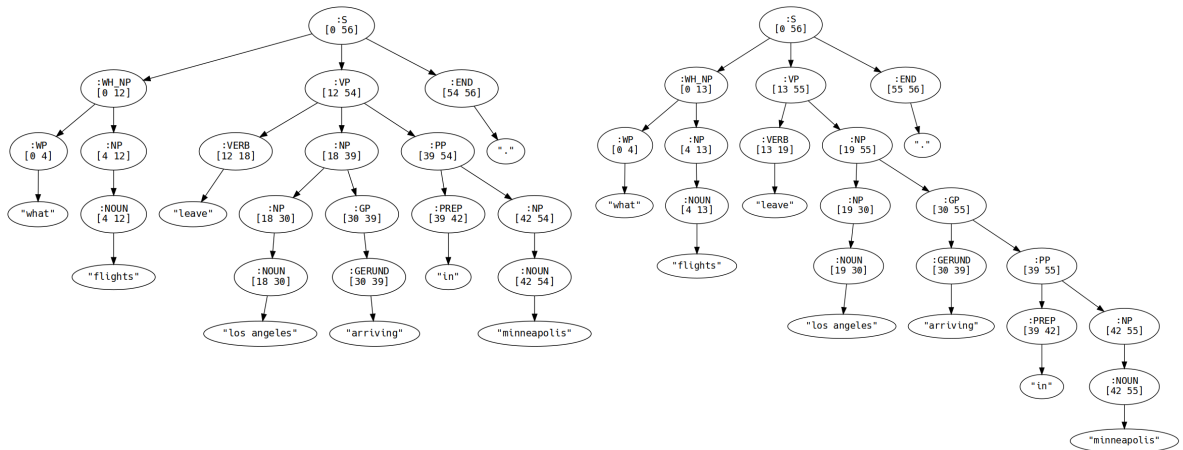 :S
[0 56]
:WH_NP
[0 12]
:VP
[12 54]
:END
[54 56]
:WP
[0 4]
:NP
[4 12]
:VERB
[12 18]
:NP
[18 39]
:PP
[39 54]
"."
"what"
:NOUN
[4 12]
"leave"
:NP
[18 30]
:GP
[30 39]
:PREP
[39 42]
:NP
[42 54]
"flights"
:NOUN
[18 30]
:GERUND
[30 39]
"in"
:NOUN
[42 54]
"los angeles"
"arriving"
"minneapolis"
:S
[0 56]
:WH_NP
[0 13]
:VP
[13 55]
:END
[55 56]
:WP
[0 4]
:NP
[4 13]
:VERB
[13 19]
:NP
[19 55]
"."
"what"
:NOUN
[4 13]
"leave"
:NP
[19 30]
:GP
[30 55]
"flights"
:NOUN
[19 30]
:GERUND
[30 39]
:PP
[39 55]
"los angeles"
"arriving"
:PREP
[39 42]
:NP
[42 55]
"in"
:NOUN
[42 55]
"minneapolis"